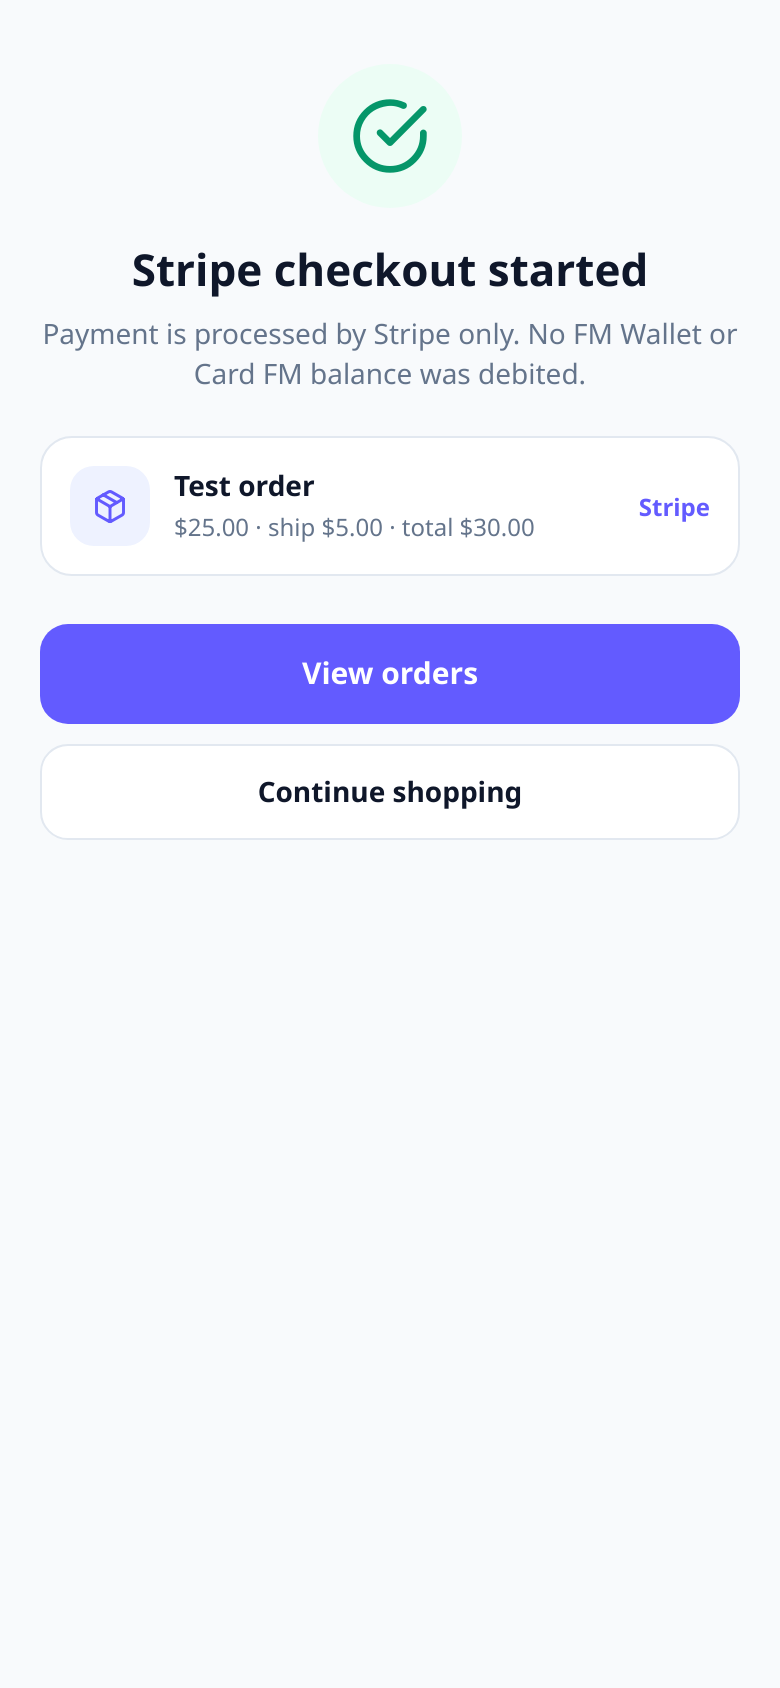 Stripe checkout started
Payment is processed by Stripe only. No FM Wallet or
Card FM balance was debited.
Test order
$25.00 · ship $5.00 · total $30.00
Stripe
View orders
Continue shopping